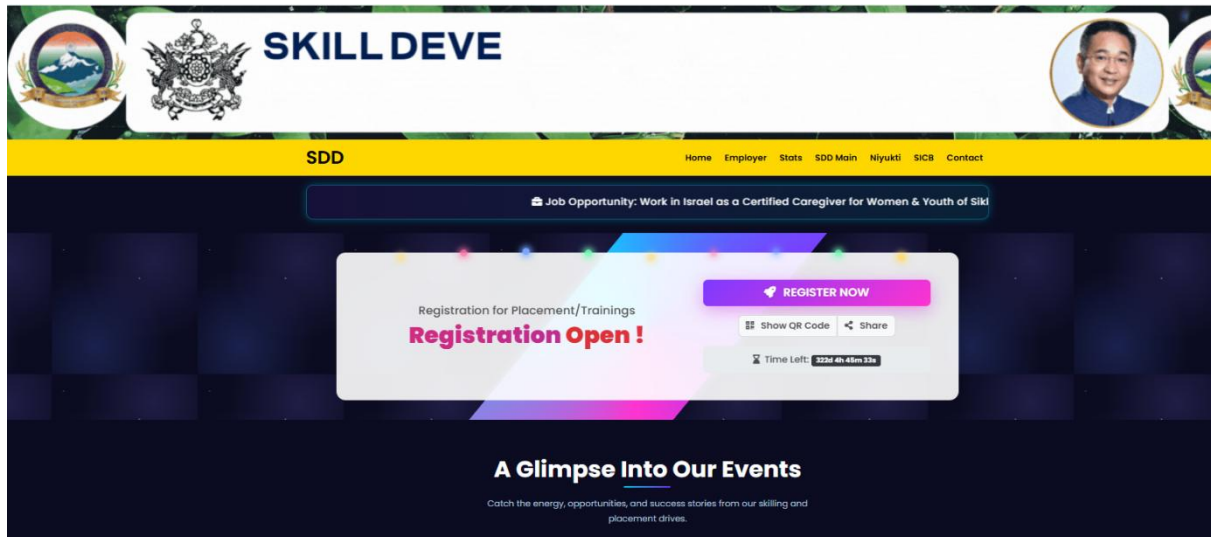 SKILL DEVE
SDD
Home Employer Stats SDD Main Niyukti SICB Contact
Job Opportunity: Work in Israel as a Certified Caregiver for Women & Youth of Sik
Registration for Placement/Trainings
Registration Open !
REGISTER NOW
Show QR Code Share
Time Left: 322d 4h 45m 33s
A Glimpse Into Our Events
Catch the energy, opportunities, and success stories from our skilling and
placement drives.